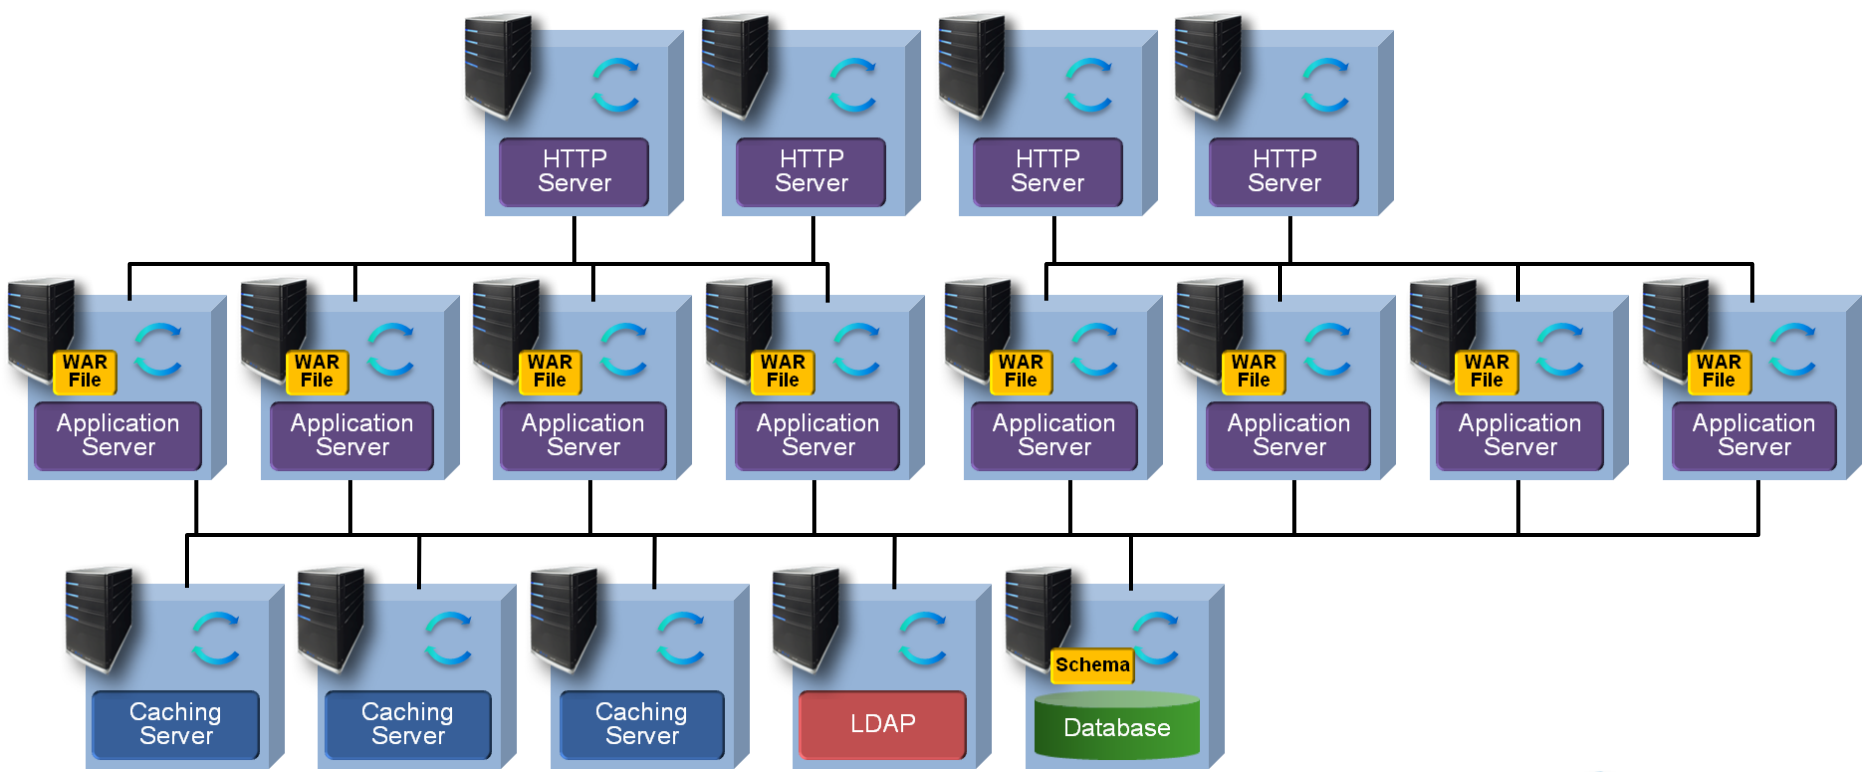 HTTP
Server
HTTP
Server
HTTP
Server
HTTP
Server
WAR
File
Application
Server
WAR
File
Application
Server
WAR
File
Application
Server
WAR
File
Application
Server
WAR
File
Application
Server
WAR
File
Application
Server
WAR
File
Application
Server
WAR
File
Application
Server
Caching
Server
Caching
Server
Caching
Server
LDAP
Schema
Database